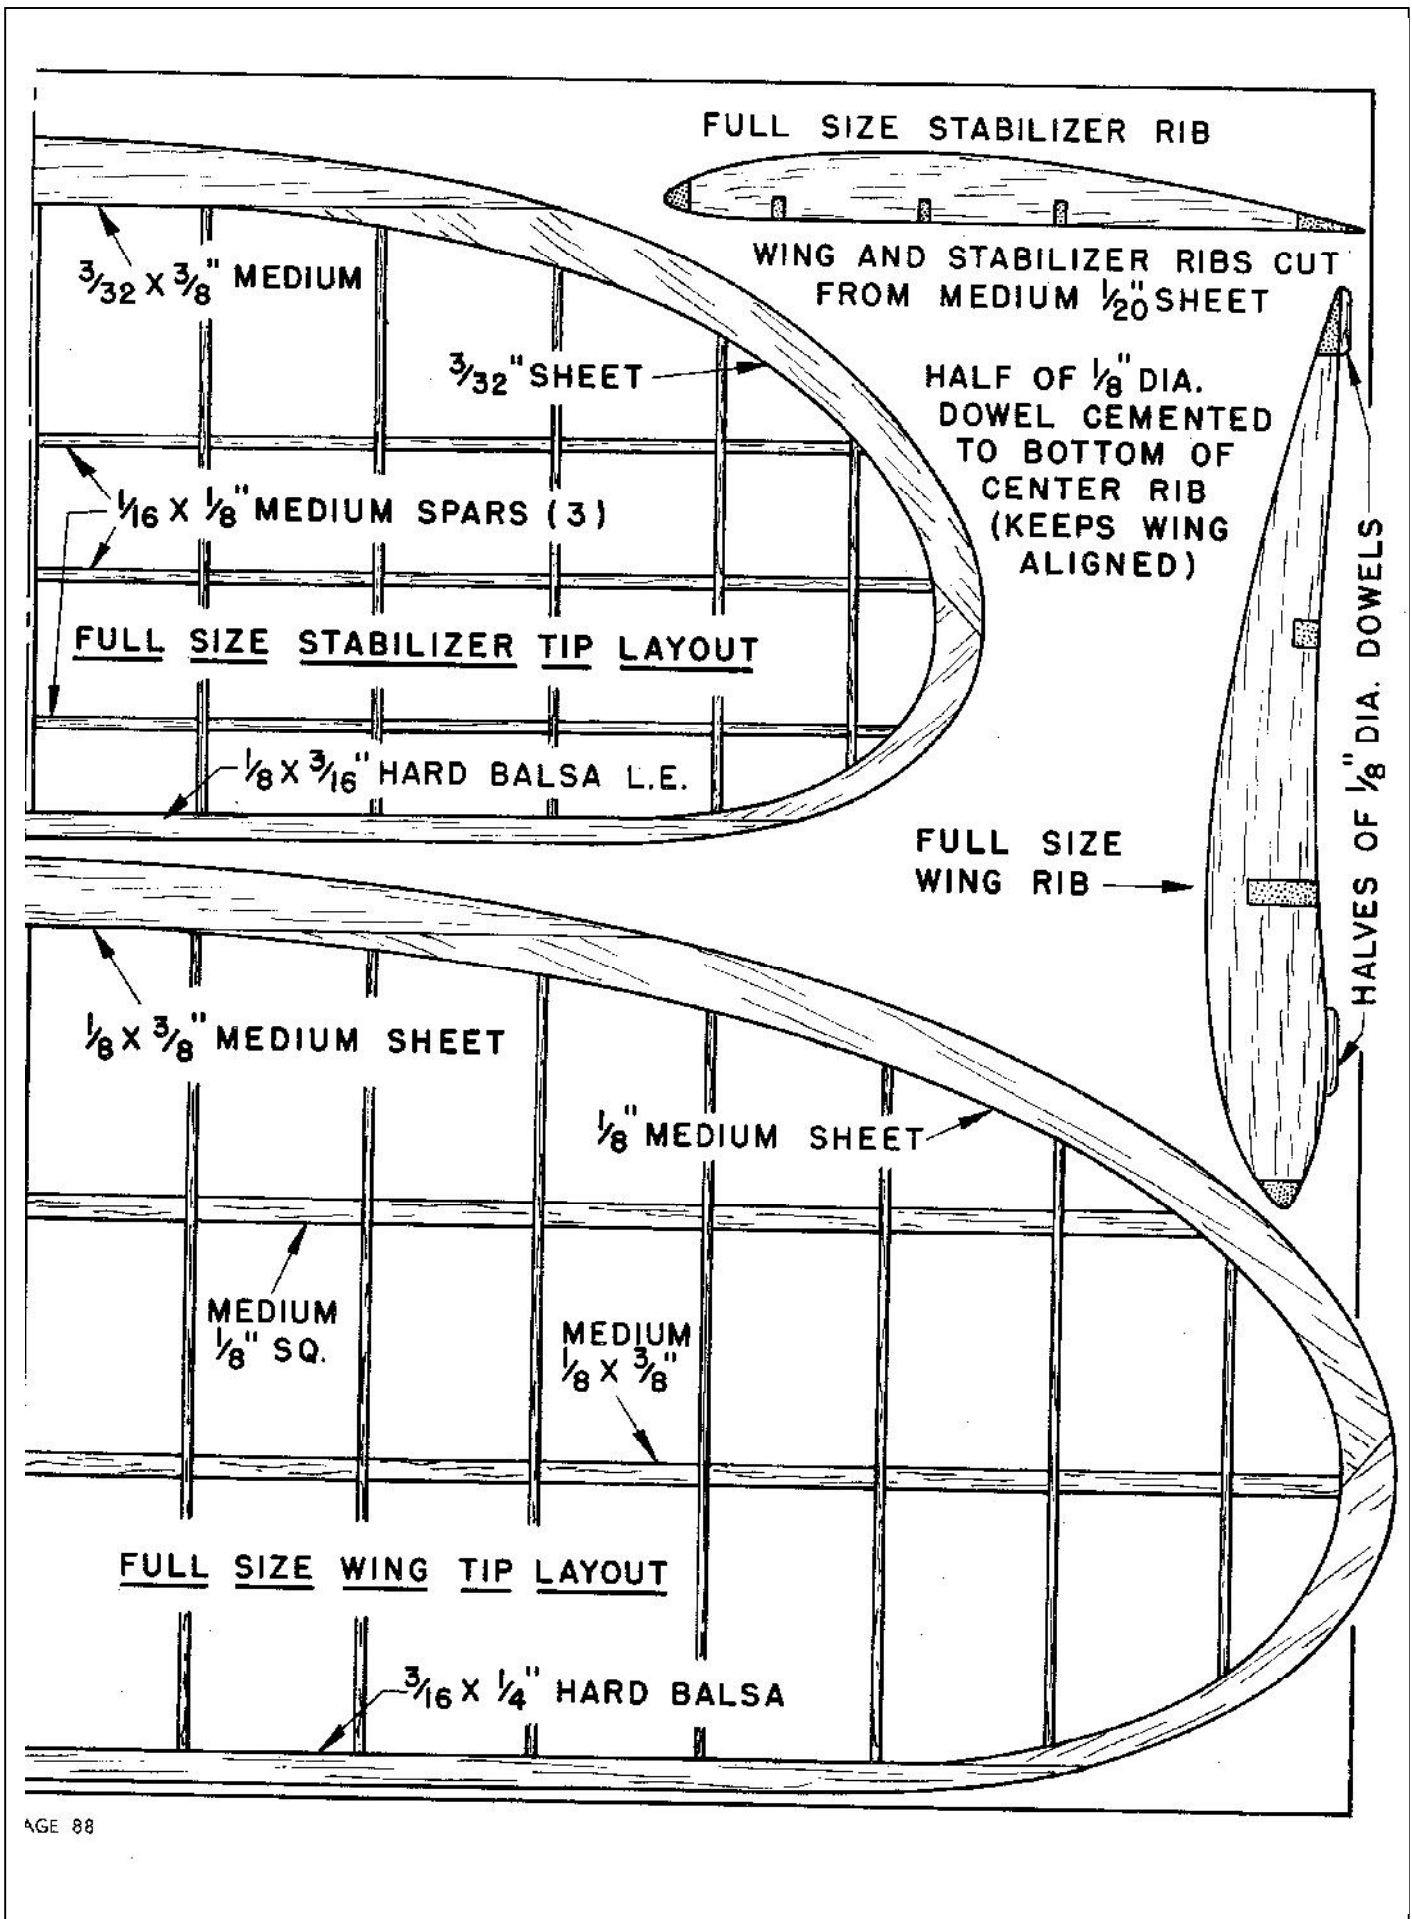 FULL SIZE STABILIZER RIB
WING AND STABILIZER RIBS CUT
FROM MEDIUM 1/20" SHEET
3/32 X 3/8" MEDIUM
3/32" SHEET
HALF OF 1/8" DIA.
DOWEL CEMENTED
TO BOTTOM OF
CENTER RIB
(KEEPS WING
ALIGNED)
1/16 X 1/8" MEDIUM SPARS (3)
FULL SIZE STABILIZER TIP LAYOUT
1/8 X 3/16" HARD BALSA L.E.
HALVES OF 1/8" DIA. DOWELS
FULL SIZE
WING RIB
1/8 X 3/8" MEDIUM SHEET
1/8" MEDIUM SHEET
MEDIUM
1/8" SQ.
MEDIUM
1/8 X 3/8"
FULL SIZE WING TIP LAYOUT
3/16 X 1/4" HARD BALSA
AGE 88